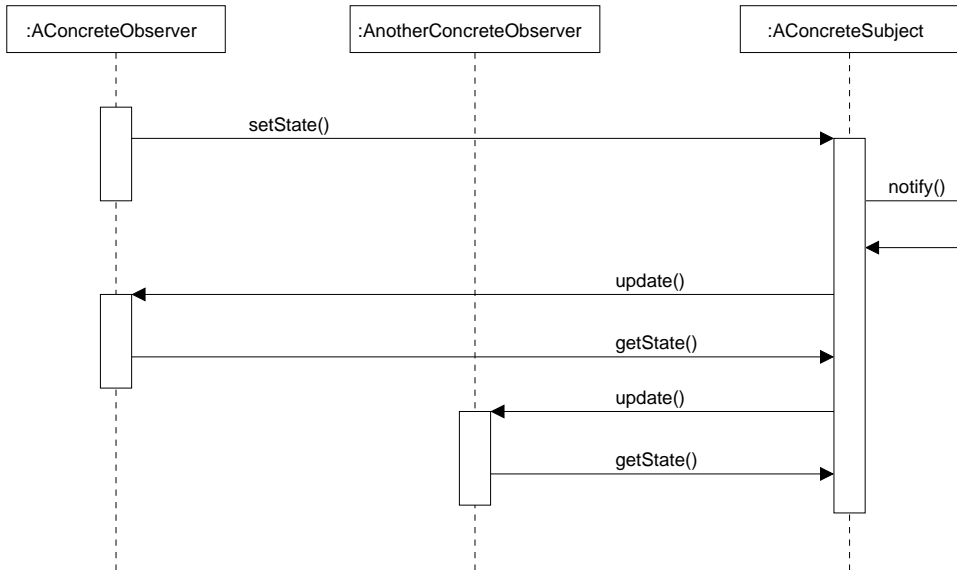 :AConcreteObserver
:AnotherConcreteObserver
:AConcreteSubject
setState()
notify()
update()
getState()
update()
getState()